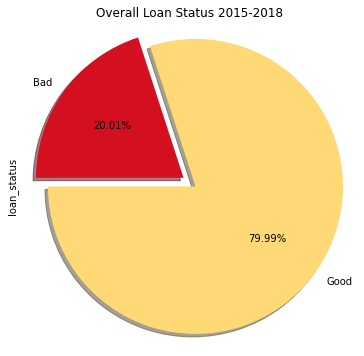 Overall Loan Status 2015-2018
Bad
20.01%
loan_status
79.99%
Good